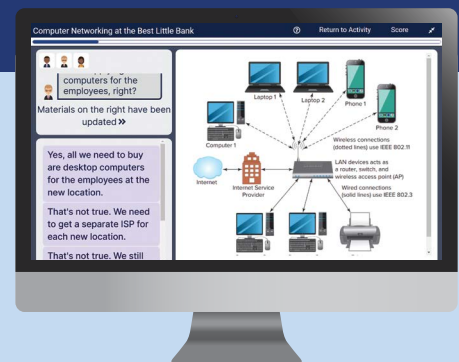 Computer Networking at the Best Little Bank
Return to Activity
Score
computers for the
employees, right?
Materials on the right have been
updated »
Yes, all we need to buy
are desktop computers
for the employees at the
new location.
That's not true. We need
to get a separate ISP for
each new location.
That's not true. We still
Laptop 1
Laptop 2
Phone 1
Phone 2
Computer 1
Wireless connections
(dotted lines) use IEEE 802.11
LAN devices acts as
a router, switch, and
wireless access point (AP)
Internet
Internet Service
Provider
Wired connections
(solid lines) use IEEE 802.3